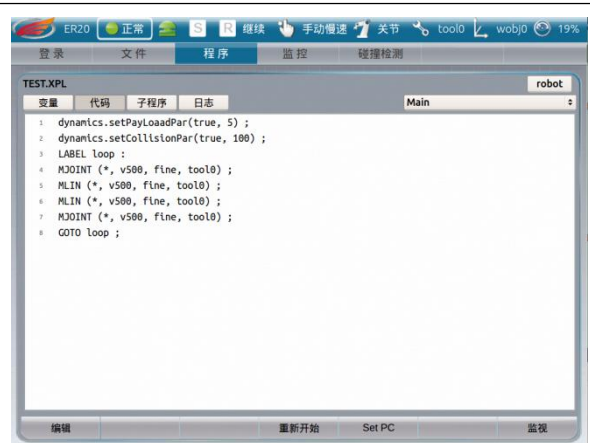 ER20 正常 S R 继续 手动慢速 关节 tool0 wobj0 19%
登录 文件 程序 监控 碰撞检测
TEST.XPL robot
变量 代码 子程序 日志 Main
1 dynamics.setPayLoaadPar(true, 5) ;
2 dynamics.setCollisionPar(true, 100) ;
3 LABEL loop :
4 MJOINT (*, v500, fine, tool0) ;
5 MLIN (*, v500, fine, tool0) ;
6 MLIN (*, v500, fine, tool0) ;
7 MJOINT (*, v500, fine, tool0) ;
8 GOTO loop ;
编辑 重新开始 Set PC 监视